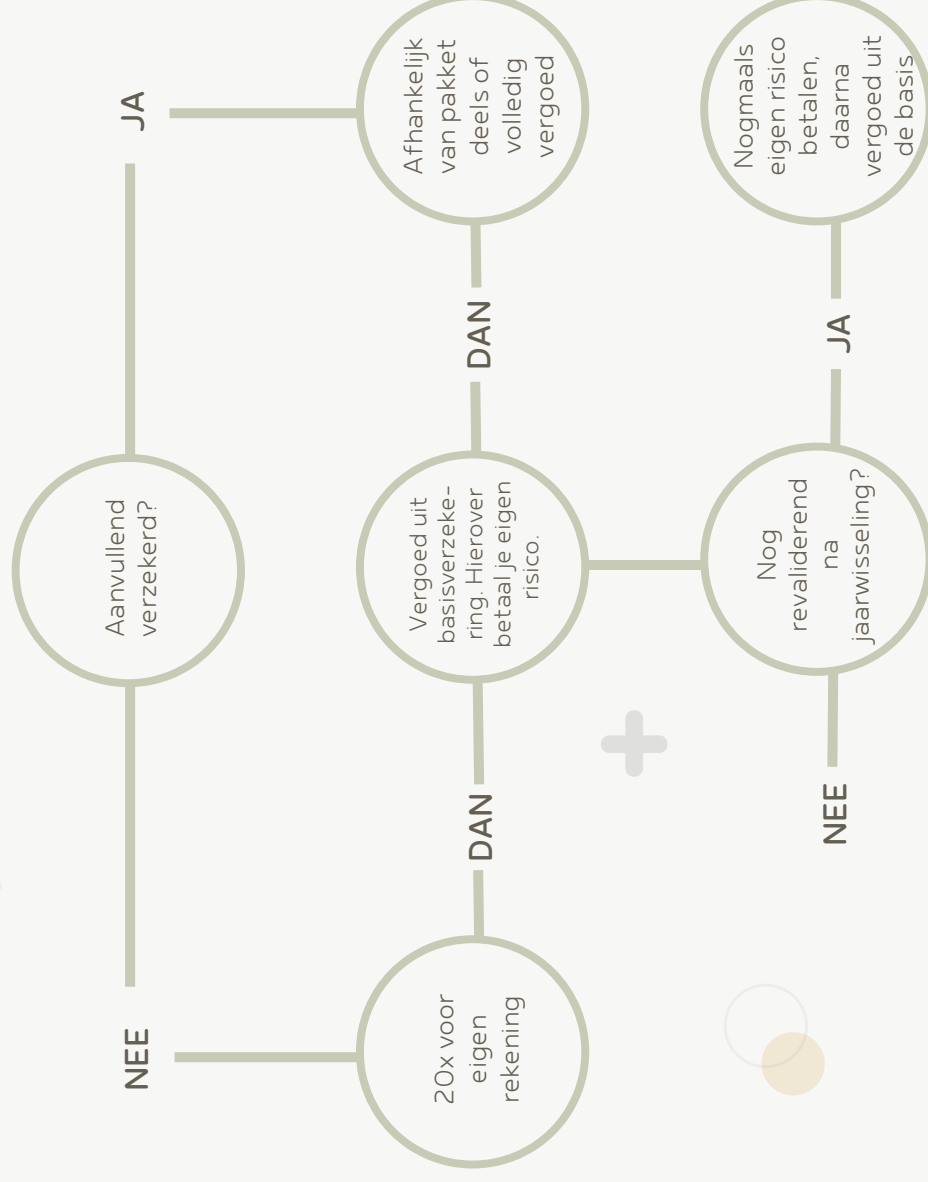 Aanvullend
verzekerd?
NEE
JA
20x voor
eigen
rekening
DAN
Vergoed uit
basisverzeke-
ring. Hierover
betaal je eigen
risico.
DAN
Afhankelijk
van pakket
deels of
volledig
vergoed
NEE
Nog
revaliderend
na
jaarwisseling?
JA
Nogmaals
eigen risico
betalen,
daarna
vergoed uit
de basis